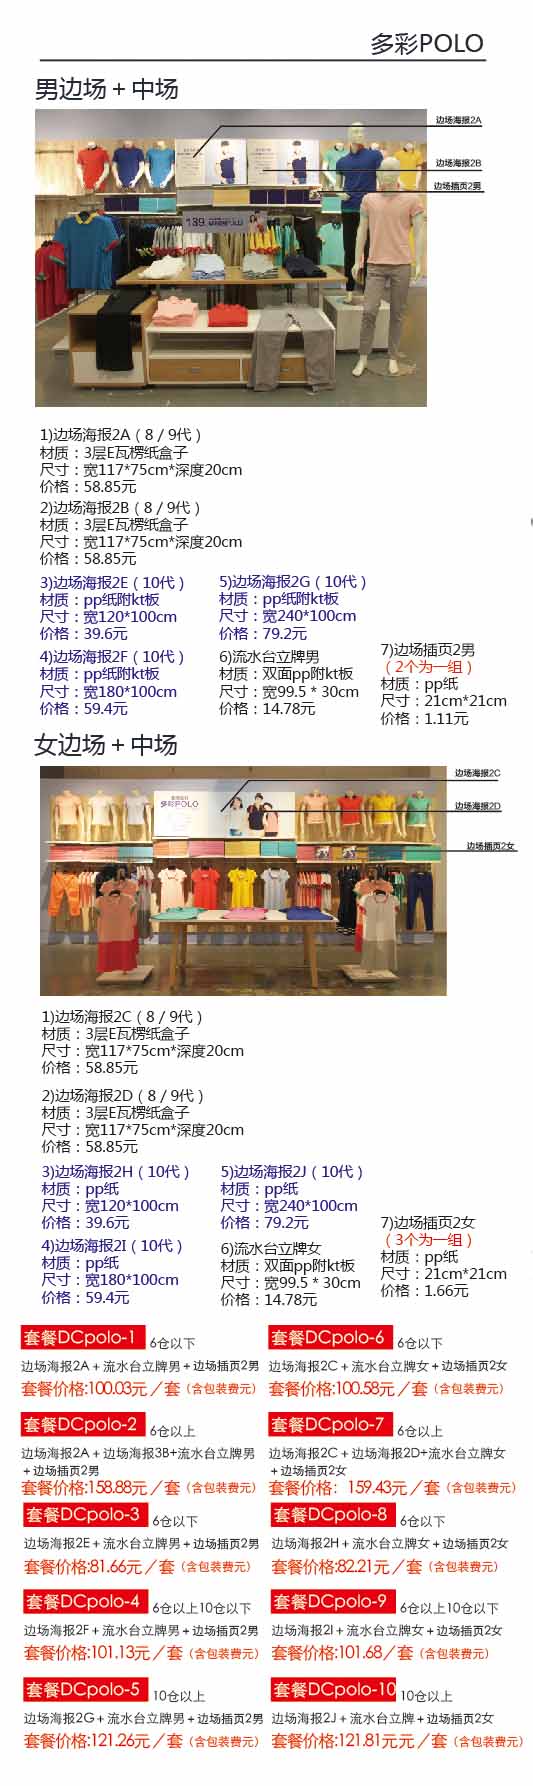 多彩POLO
男边场+中场
边场海报2A
边场海报2B
边场插页2男
139
1)边场海报2A(8/9代)
材质:3层E瓦楞纸盒子
尺寸:宽117*75cm*深度20cm
价格:58.85元
2)边场海报2B(8/9代)
材质:3层E瓦楞纸盒子
尺寸:宽117*75cm*深度20cm
价格:58.85元
3)边场海报2E(10代)
材质:pp纸附kt板
尺寸:宽120*100cm
价格:39.6元
4)边场海报2F(10代)
材质:pp纸附kt板
尺寸:宽180*100cm
价格:59.4元
5)边场海报2G(10代)
材质:pp纸附kt板
尺寸:宽240*100cm
价格:79.2元
6)流水台立牌男
材质:双面pp附kt板
尺寸:宽99.5 * 30cm
价格:14.78元
7)边场插页2男
(2个为一组)
材质:pp纸
尺寸:21cm*21cm
价格:1.11元
女边场+中场
多彩POLO
边场海报2C
边场海报2D
边场插页2女
1)边场海报2C(8/9代)
材质:3层E瓦楞纸盒子
尺寸:宽117*75cm*深度20cm
价格:58.85元
2)边场海报2D(8/9代)
材质:3层E瓦楞纸盒子
尺寸:宽117*75cm*深度20cm
价格:58.85元
3)边场海报2H(10代)
材质:pp纸
尺寸:宽120*100cm
价格:39.6元
4)边场海报2I(10代)
材质:pp纸
尺寸:宽180*100cm
价格:59.4元
5)边场海报2J(10代)
材质:pp纸
尺寸:宽240*100cm
价格:79.2元
6)流水台立牌女
材质:双面pp附kt板
尺寸:宽99.5 * 30cm
价格:14.78元
7)边场插页2女
(3个为一组)
材质:pp纸
尺寸:21cm*21cm
价格:1.66元
套餐DCpolo-1 6仓以下
边场海报2A+流水台立牌男+边场插页2男
套餐价格:100.03元/套(含包装费元)
套餐DCpolo-6 6仓以下
边场海报2C+流水台立牌女+边场插页2女
套餐价格:100.58元/套(含包装费元)
套餐DCpolo-2 6仓以上
边场海报2A+边场海报3B+流水台立牌男
+边场插页2男
套餐价格:158.88元/套(含包装费元)
套餐DCpolo-7 6仓以上
边场海报2C+边场海报2D+流水台立牌女
+边场插页2女
套餐价格: 159.43元/套(含包装费元)
套餐DCpolo-3 6仓以下
边场海报2E+流水台立牌男+边场插页2男
套餐价格:81.66元/套(含包装费元)
套餐DCpolo-8 6仓以下
边场海报2H+流水台立牌女+边场插页2女
套餐价格:82.21元/套(含包装费元)
套餐DCpolo-4 6仓以上10仓以下
边场海报2F+流水台立牌男+边场插页2男
套餐价格:101.13元/套(含包装费元)
套餐DCpolo-9 6仓以上10仓以下
边场海报2I+流水台立牌女+边场插页2女
套餐价格:101.68/套(含包装费元)
套餐DCpolo-5 10仓以上
边场海报2G+流水台立牌男+边场插页2男
套餐价格:121.26元/套(含包装费元)
套餐DCpolo-10 10仓以上
边场海报2J+流水台立牌+边场插页2女
套餐价格:121.81元元/套(含包装费元)